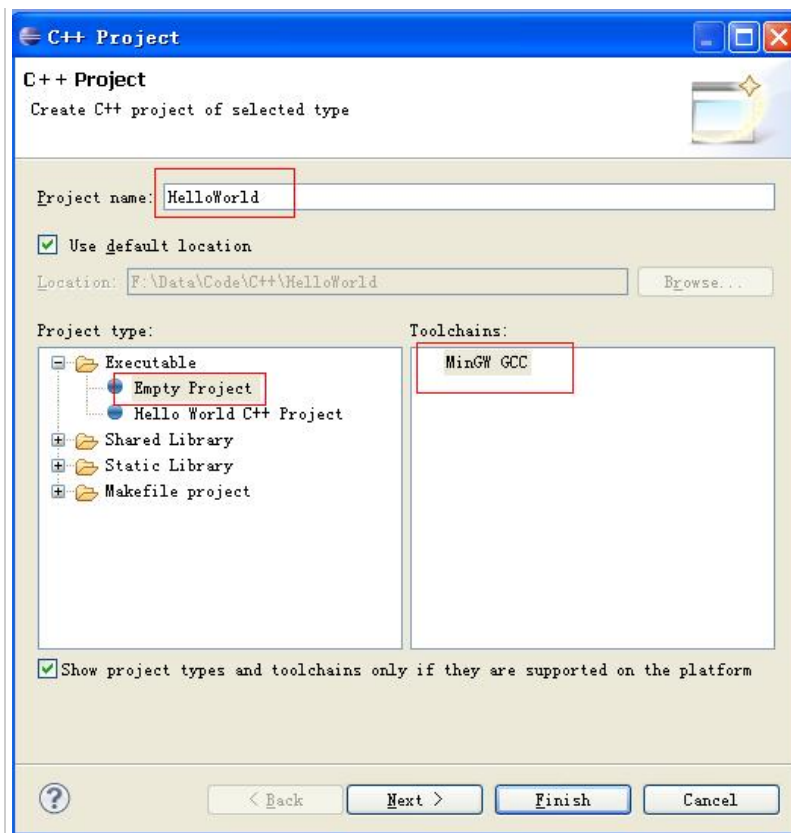 C++ Project
C++ Project
Create C++ project of selected type
Project name: HelloWorld
Use default location
Location: F:\Data\Code\C++\HelloWorld
Browse...
Project type:
Toolchains:
Executable
MinGW GCC
Empty Project
Hello World C++ Project
Shared Library
Static Library
Makefile project
Show project types and toolchains only if they are supported on the platform
?
< Back
Next >
Finish
Cancel